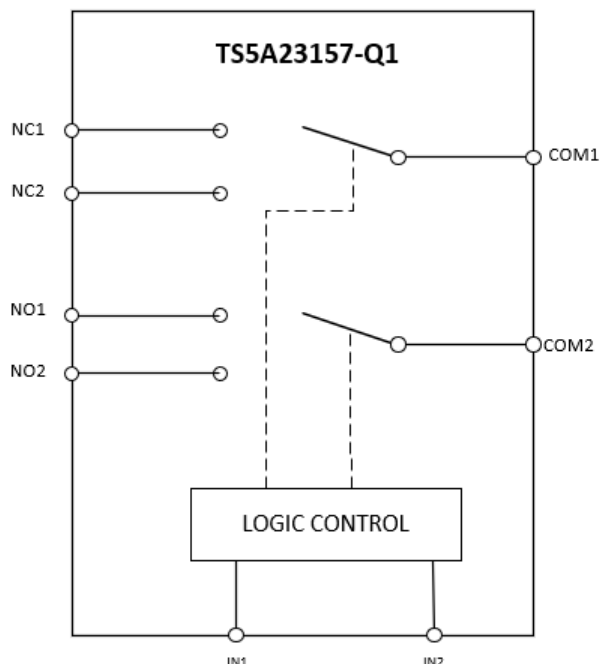 TS5A23157-Q1
NC1
COM1
NC2
NO1
COM2
NO2
LOGIC CONTROL
IN1
IN2